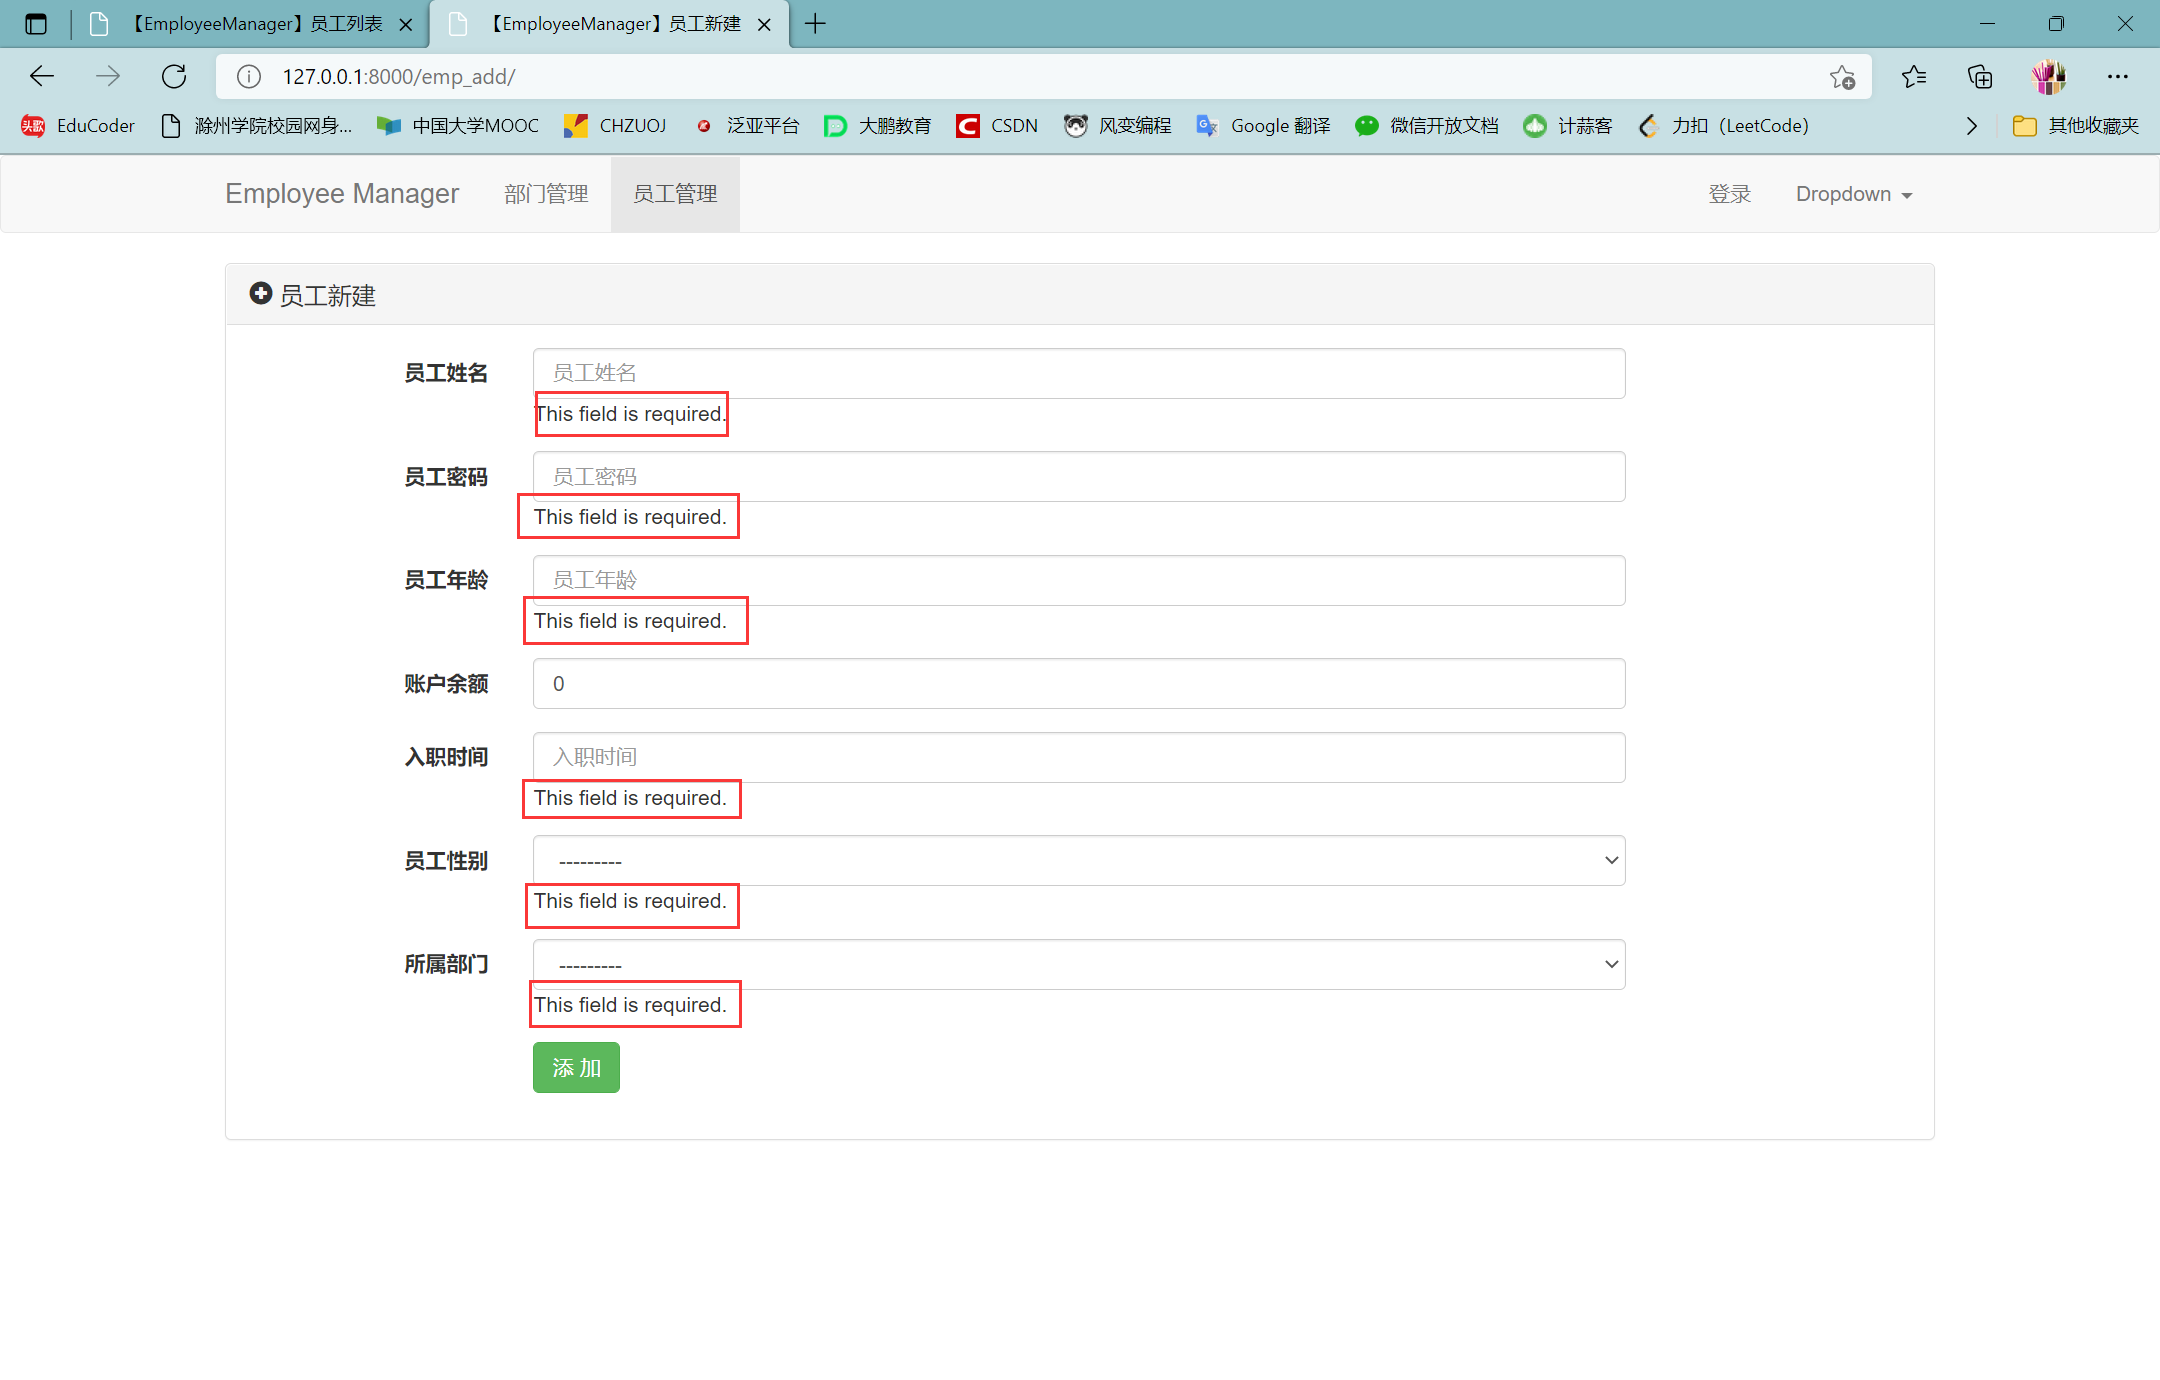 【EmployeeManager】员工列表
【EmployeeManager】员工新建
127.0.0.1:8000/emp_add/
头歌 EduCoder
滁州学院校园网身...
中国大学MOOC
CHZUOJ
泛亚平台
大鹏教育
CSDN
风变编程
Google 翻译
微信开放文档
计蒜客
力扣（LeetCode）
其他收藏夹
Employee Manager
部门管理
员工管理
登录
Dropdown
员工新建
员工姓名
员工姓名
This field is required.
员工密码
员工密码
This field is required.
员工年龄
员工年龄
This field is required.
账户余额
0
入职时间
入职时间
This field is required.
员工性别
---------
This field is required.
所属部门
---------
This field is required.
添 加